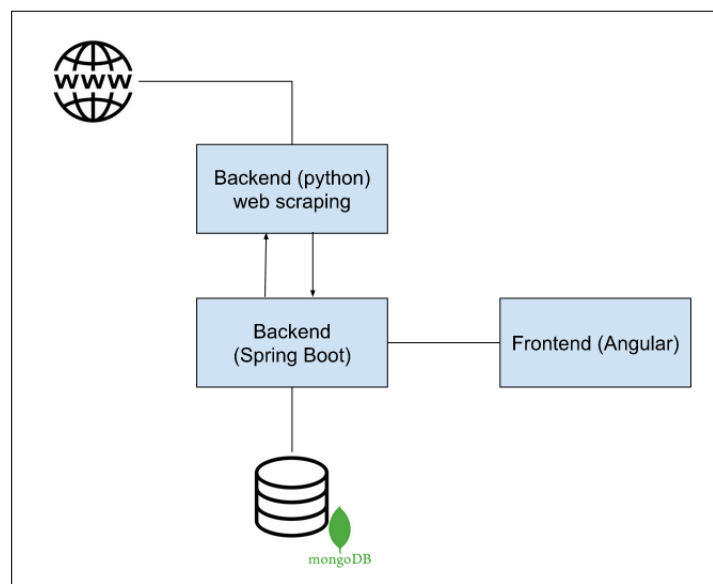 WWW
Backend (python)
web scraping
Backend
(Spring Boot)
Frontend (Angular)
mongoDB